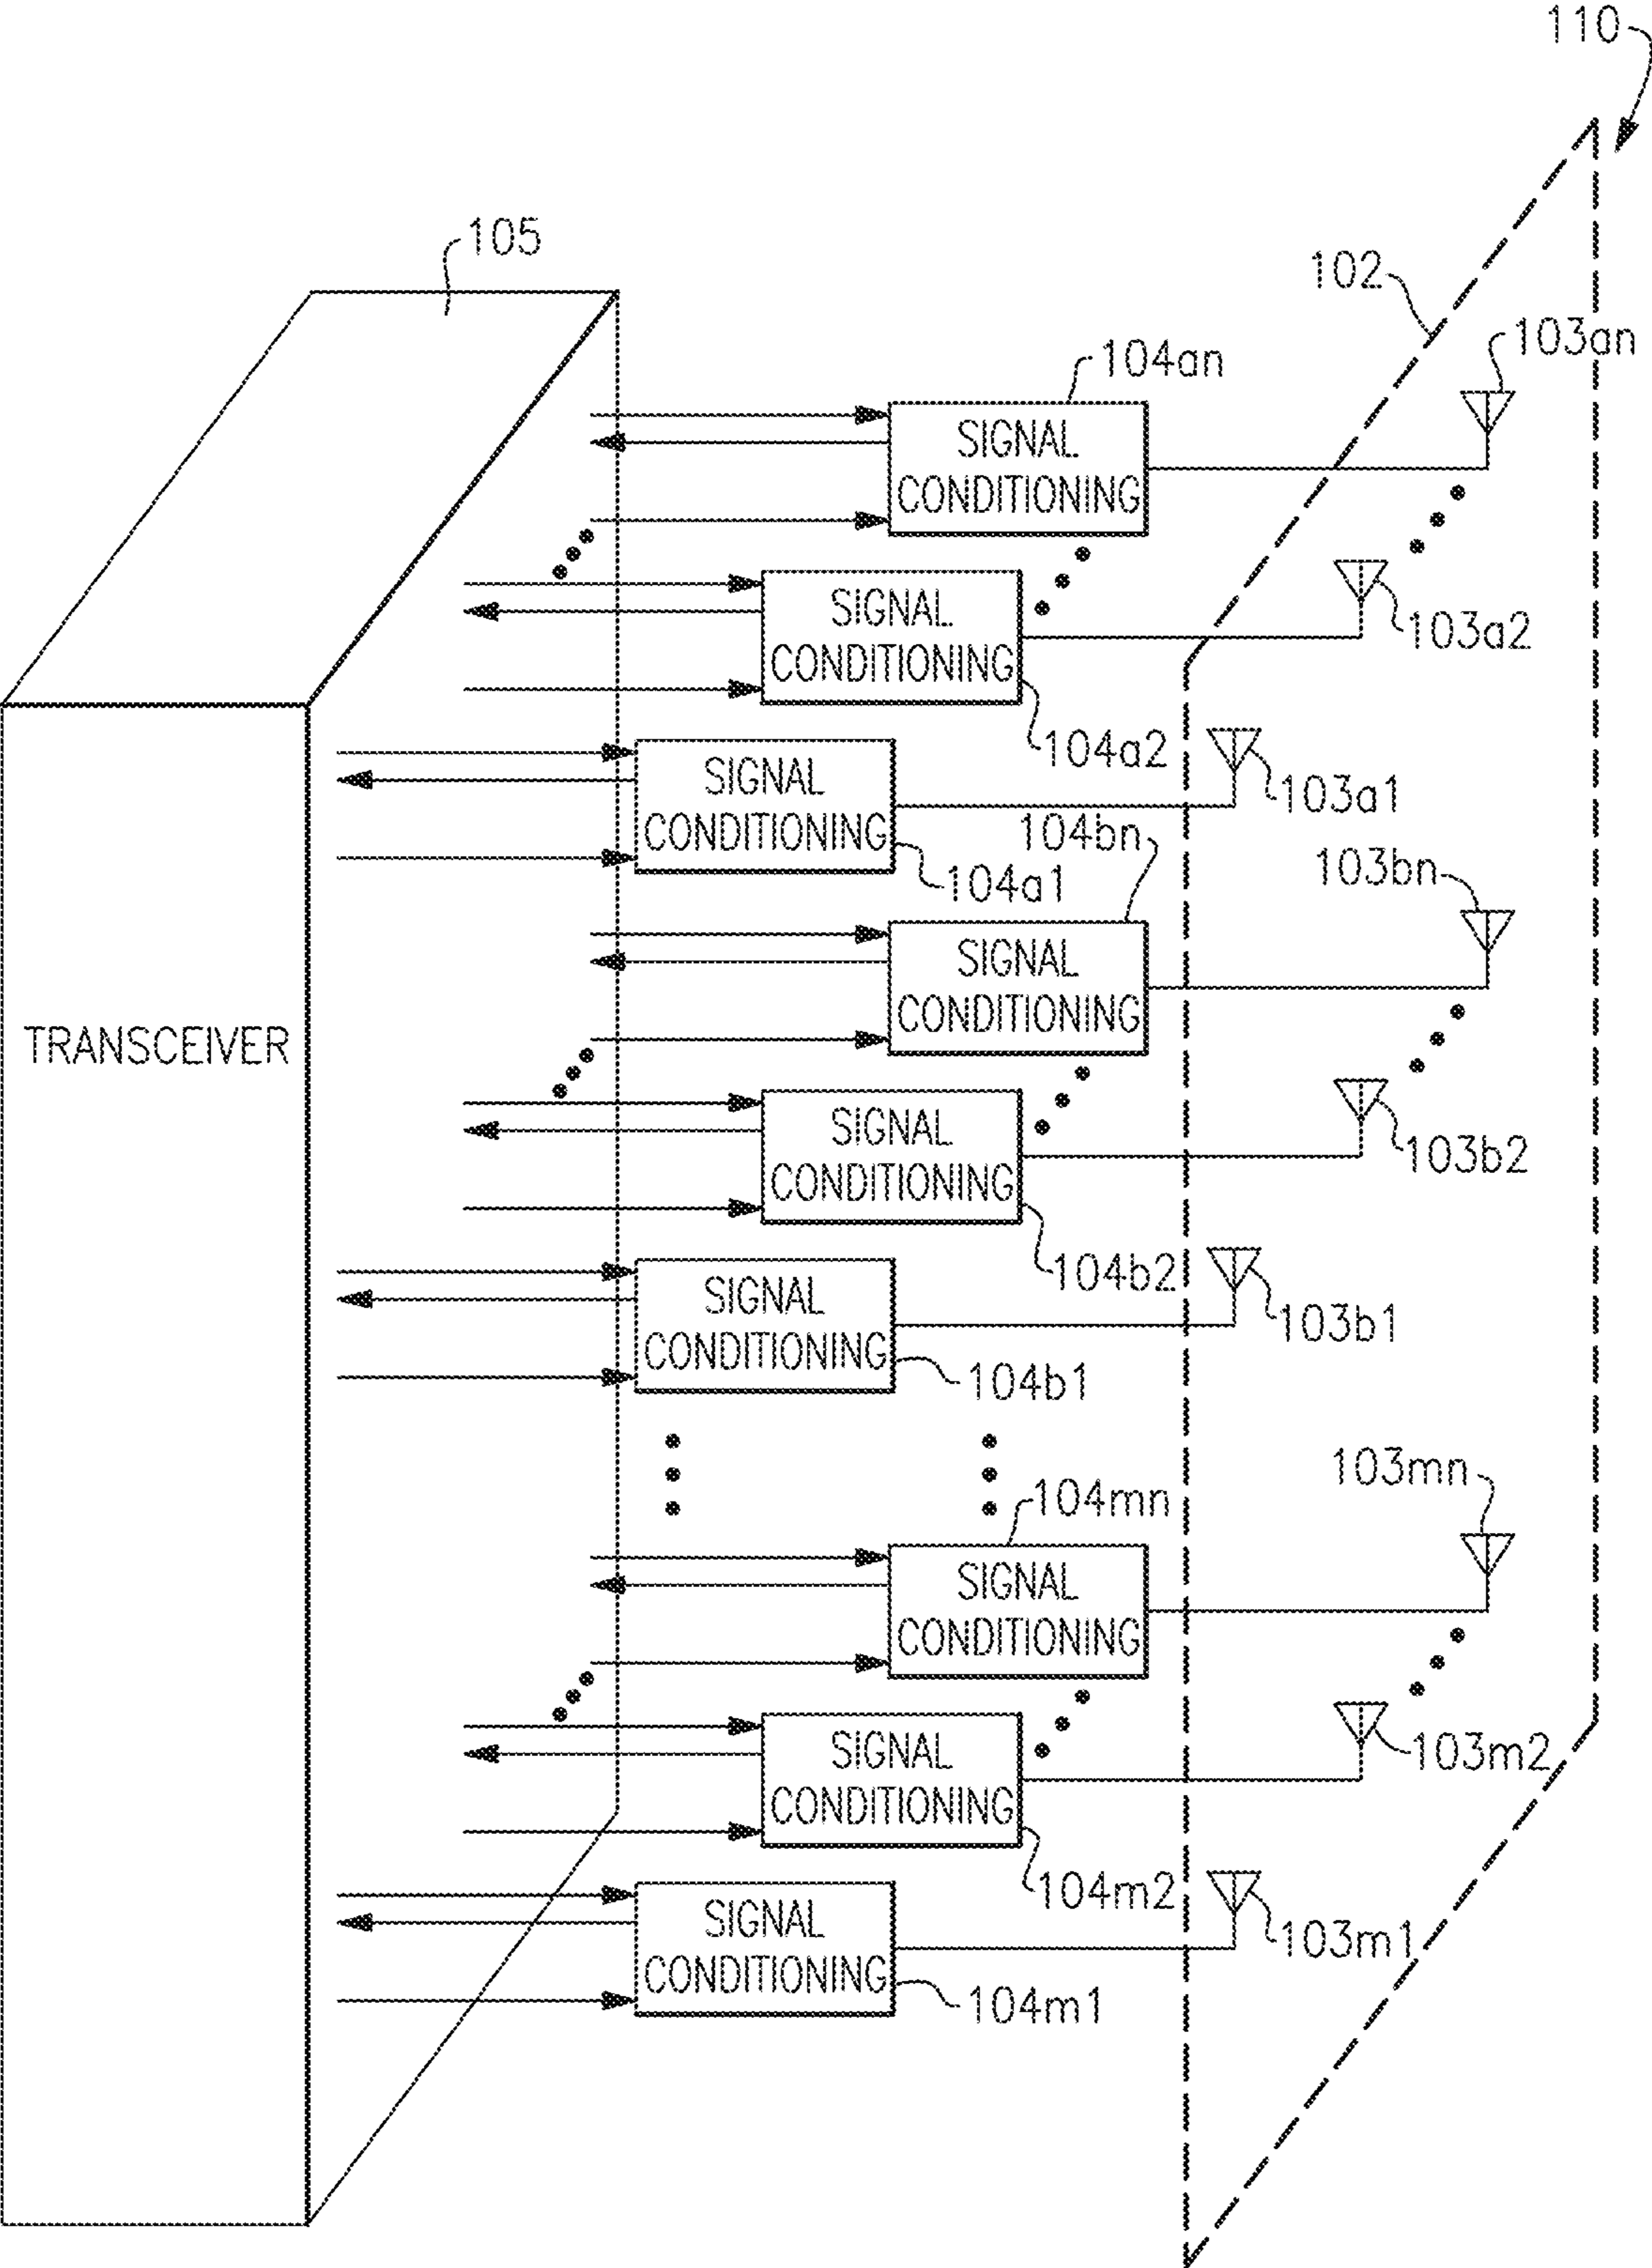 110
105
102
103an
104an
SIGNAL
CONDITIONING
SIGNAL
CONDITIONING
103a2
104a2
SIGNAL
CONDITIONING
103a1
104a1
104bn
103bn
SIGNAL
CONDITIONING
TRANSCEIVER
SIGNAL
CONDITIONING
103b2
104b2
SIGNAL
CONDITIONING
103b1
104b1
103mn
104mn
SIGNAL
CONDITIONING
SIGNAL
CONDITIONING
103m2
104m2
SIGNAL
CONDITIONING
103m1
104m1